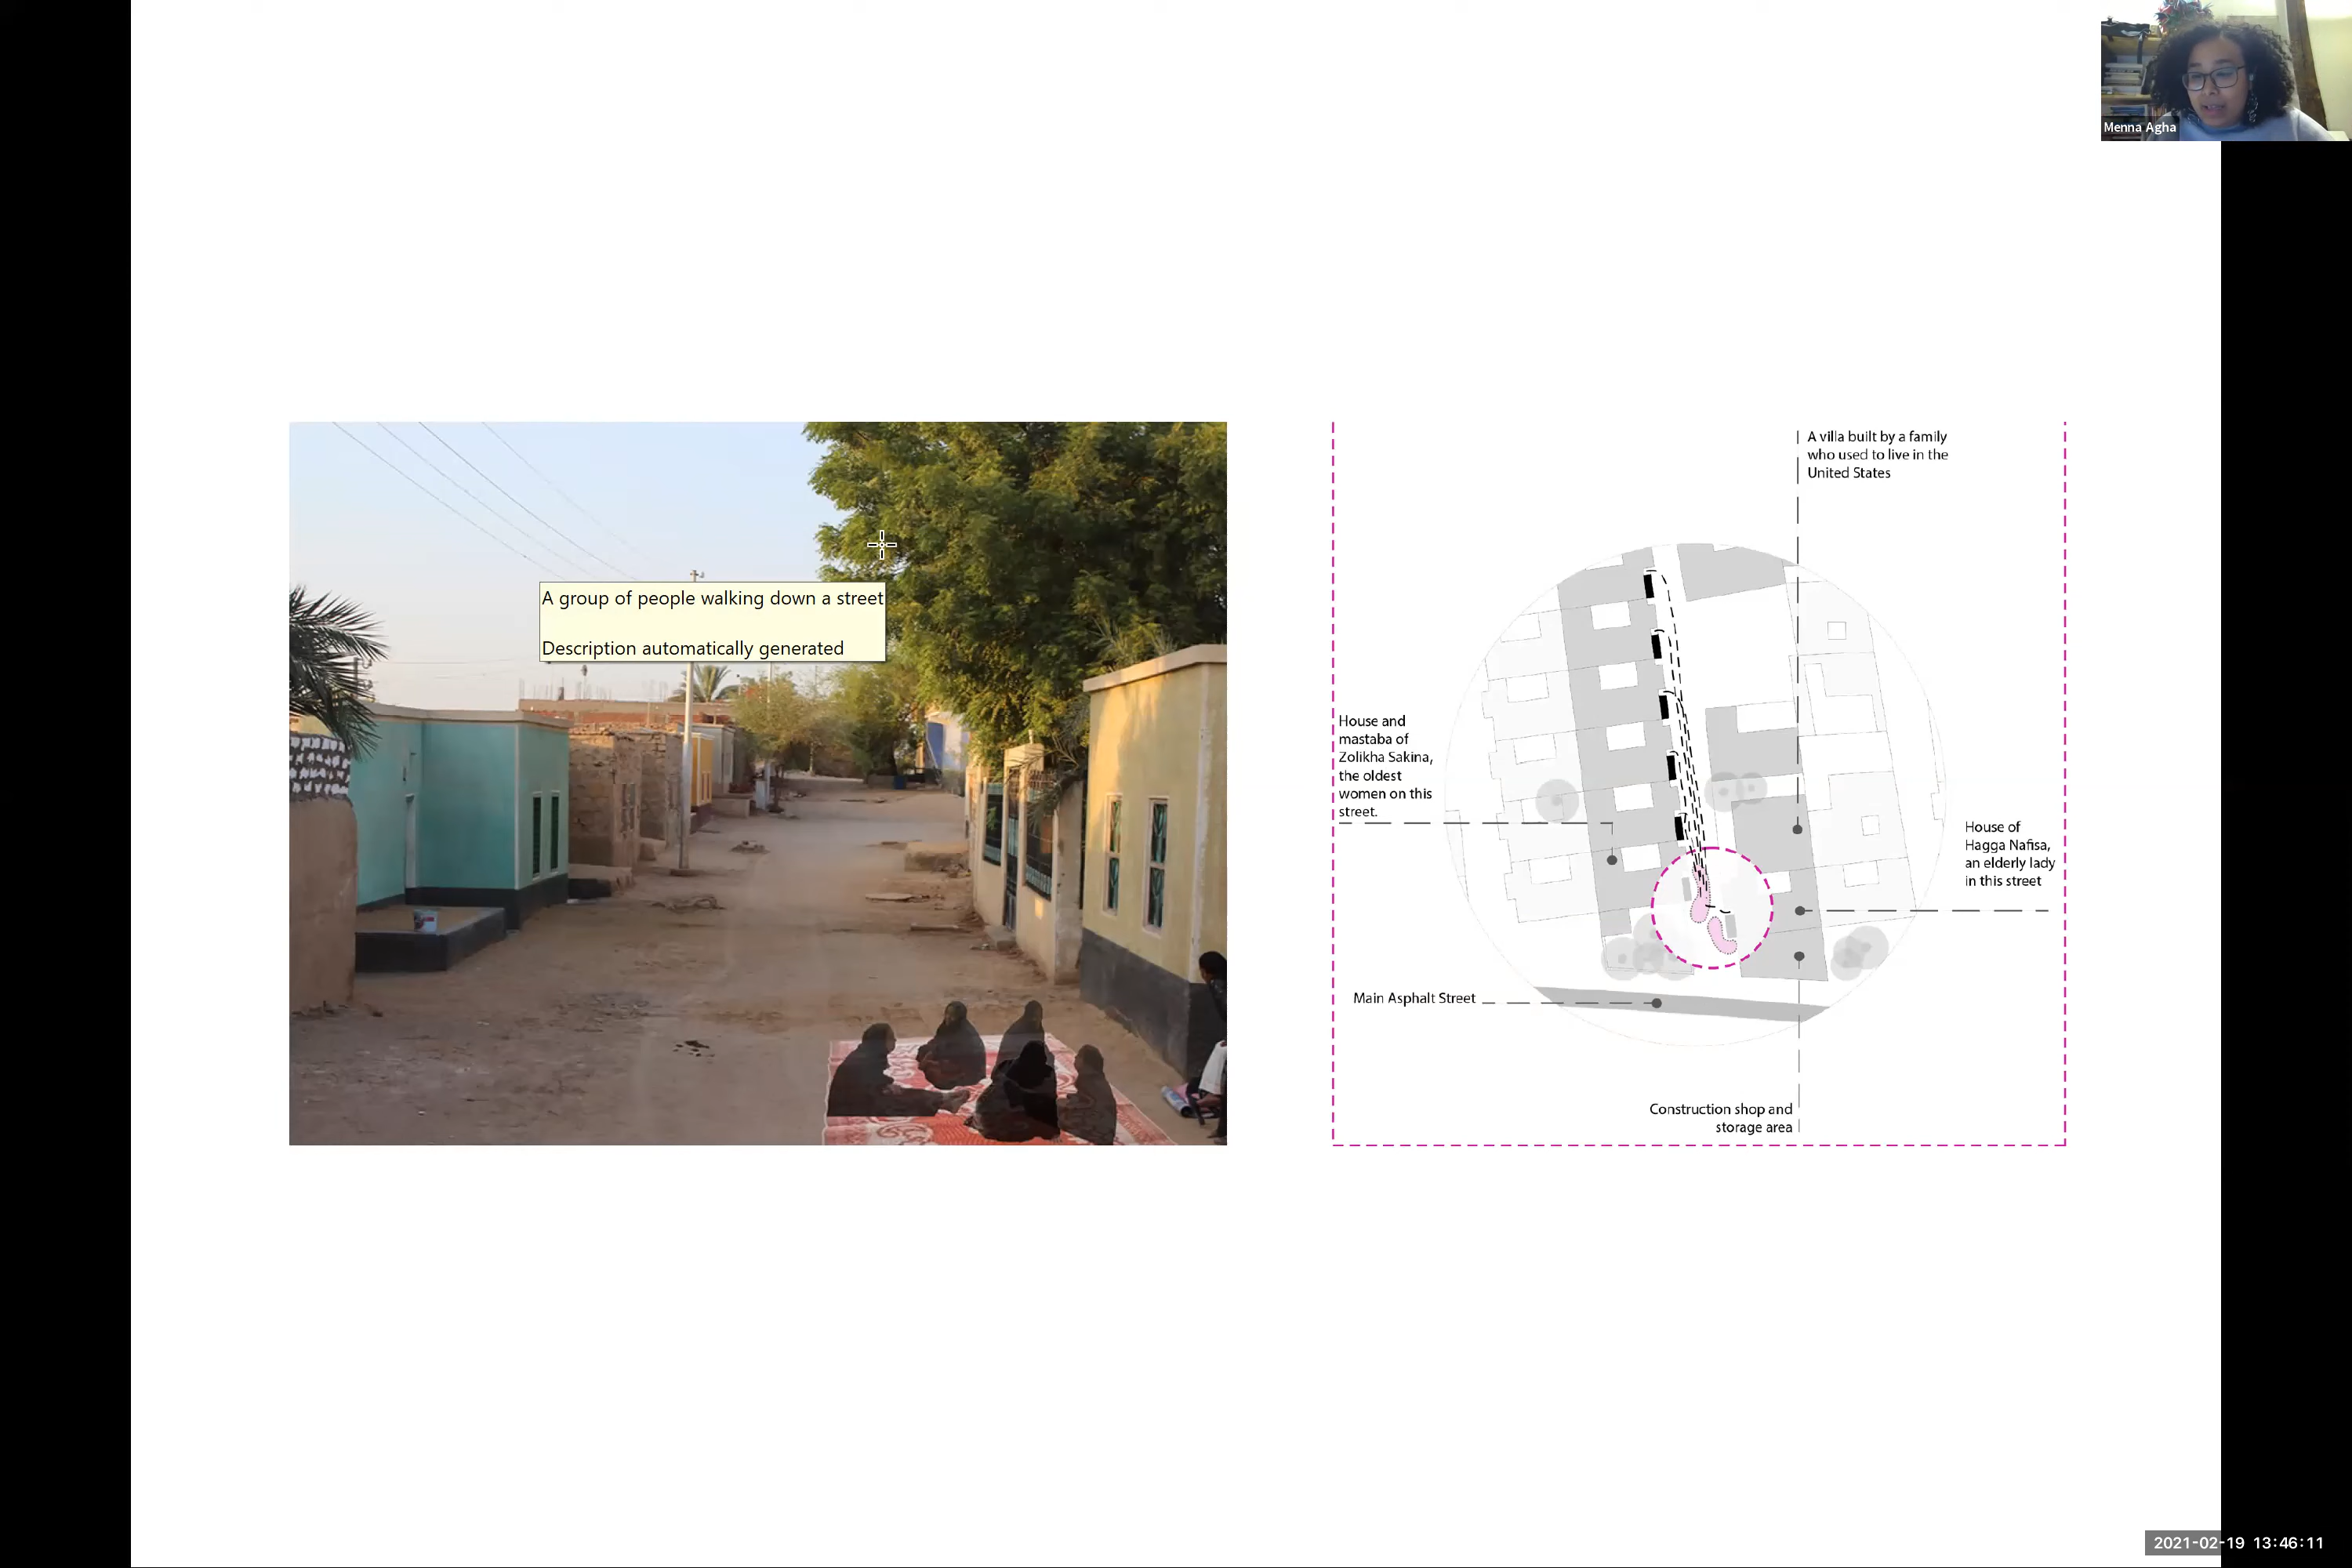 Menna Agha
A group of people walking down a street
Description automatically generated
A villa built by a family
who used to live in the
United States
House and
mastaba of
Zolikha Sakina,
the oldest
women on this
street.
House of
Hagga Nafisa,
an elderly lady
in this street
Main Asphalt Street
Construction shop and
storage area
2021-02-19 13:46:11